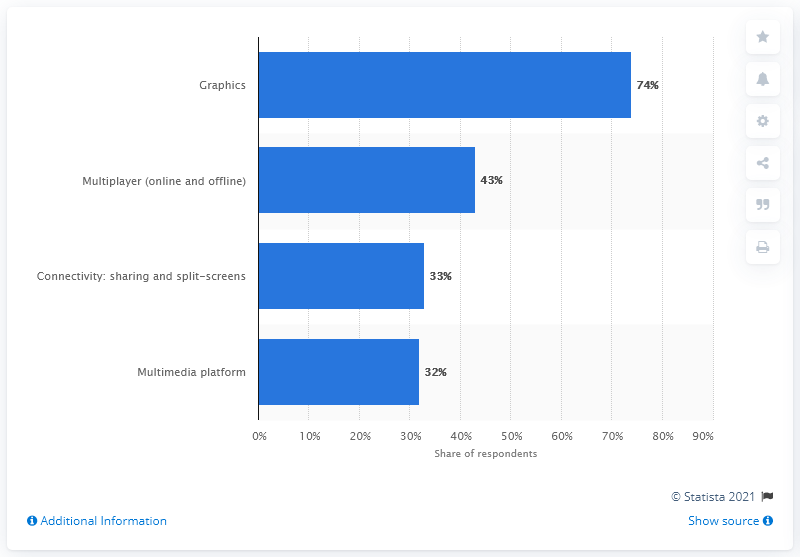 Graphics
74%
Multiplayer (online and offline)
43%
Connectivity: sharing and split-screens
33%
Multimedia platform
32%
0% 10% 20% 30% 40% 50% 60% 70% 80% 90%
Share of respondents
© Statista 2021
Additional Information
Show source